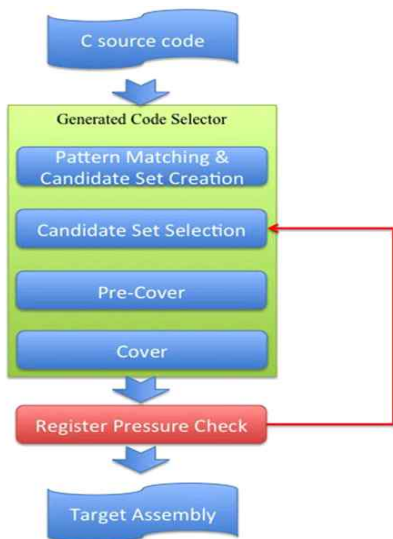 C source code
Generated Code Selector
Pattern Matching &
Candidate Set Creation
Candidate Set Selection
Pre-Cover
Cover
Register Pressure Check
Target Assembly